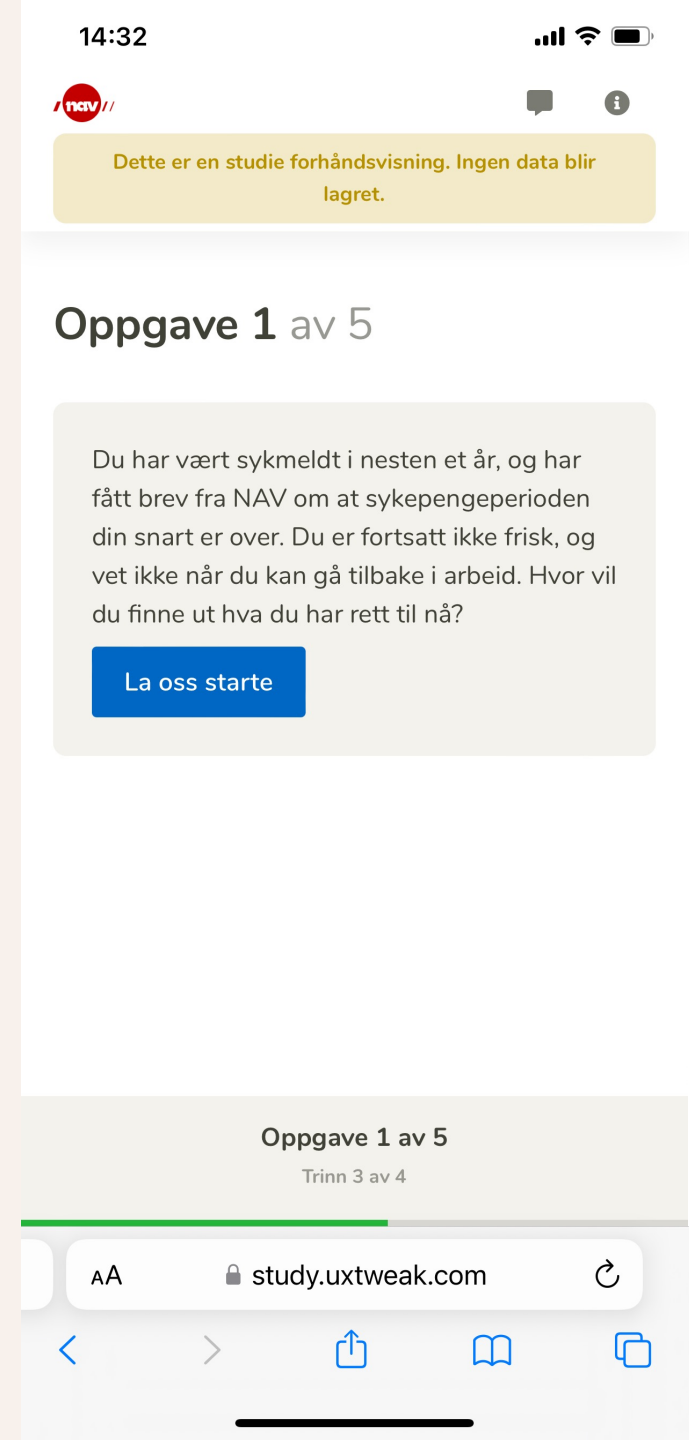 14:32
nav
Dette er en studie forhåndsvisning. Ingen data blir
lagret.
Oppgave 1 av 5
Du har vært sykmeldt i nesten et år, og har
fått brev fra NAV om at sykepengeperioden
din snart er over. Du er fortsatt ikke frisk, og
vet ikke når du kan gå tilbake i arbeid. Hvor vil
du finne ut hva du har rett til nå?
La oss starte
Oppgave 1 av 5
Trinn 3 av 4
AA study.uxtweak.com